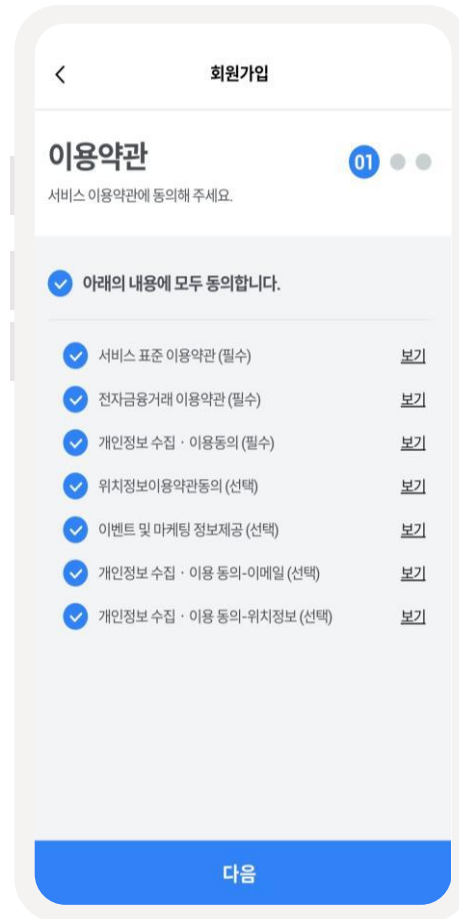 회원가입
이용약관
01
서비스 이용약관에 동의해 주세요.
아래의 내용에 모두 동의합니다.
서비스 표준 이용약관 (필수) 보기
전자금융거래 이용약관 (필수) 보기
개인정보 수집 · 이용동의 (필수) 보기
위치정보이용약관동의 (선택) 보기
이벤트 및 마케팅 정보제공 (선택) 보기
개인정보 수집 · 이용 동의-이메일 (선택) 보기
개인정보 수집 · 이용 동의-위치정보 (선택) 보기
다음